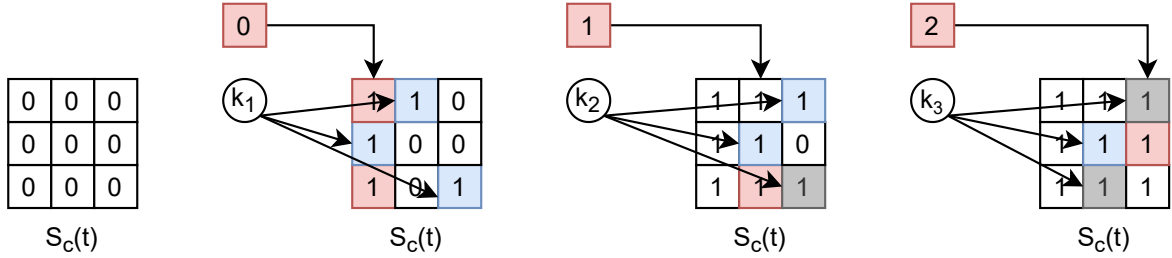 0 1 2
k1 k2 k3
0 0 0 1 1 0 1 1 1 1 1 1
0 0 0 1 0 0 1 1 0 1 1 1
0 0 0 1 0 1 1 1 1 1 1 1
Sc(t) Sc(t) Sc(t) Sc(t)